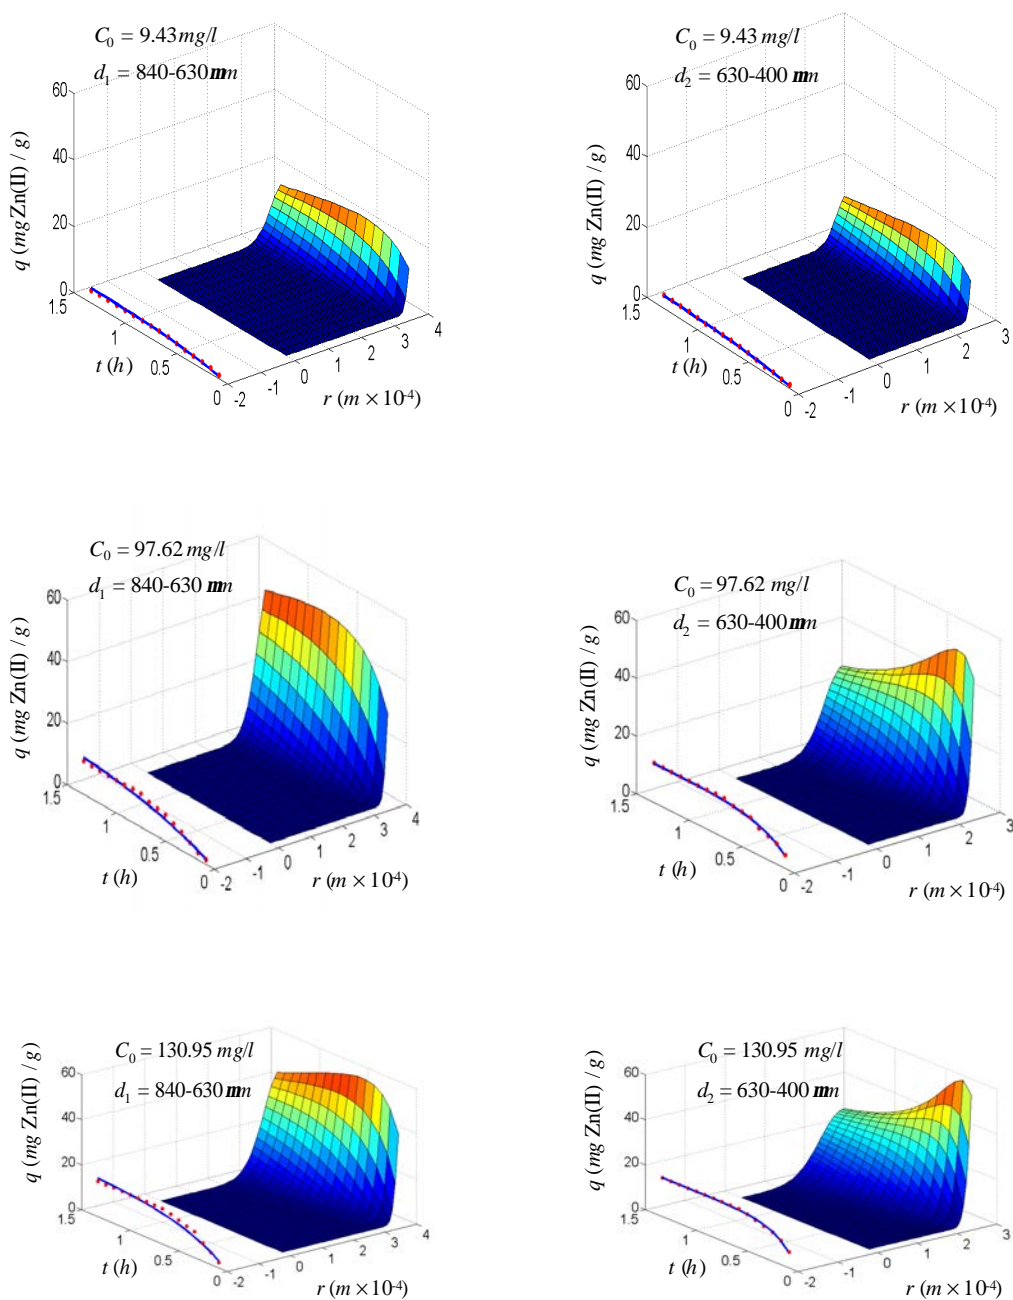 C₀ = 9.43 mg/l
d₁ = 840-630 mm
q (mg Zn(II) / g)
60
40
20
0
1.5
1
0.5
0
t (h)
-2
-1
0
1
2
3
4
r (m × 10⁻⁴)
C₀ = 9.43 mg/l
d₂ = 630-400 mm
q (mg Zn(II) / g)
60
40
20
0
1.5
1
0.5
0
t (h)
-2
-1
0
1
2
3
r (m × 10⁻⁴)
C₀ = 97.62 mg/l
d₁ = 840-630 mm
q (mg Zn(II) / g)
60
40
20
0
1.5
1
0.5
0
t (h)
-2
-1
0
1
2
3
4
r (m × 10⁻⁴)
C₀ = 97.62 mg/l
d₂ = 630-400 mm
q (mg Zn(II) / g)
60
40
20
0
1.5
1
0.5
0
t (h)
-2
-1
0
1
2
3
r (m × 10⁻⁴)
C₀ = 130.95 mg/l
d₁ = 840-630 mm
q (mg Zn(II) / g)
60
40
20
0
1.5
1
0.5
0
t (h)
-2
-1
0
1
2
3
4
r (m × 10⁻⁴)
C₀ = 130.95 mg/l
d₂ = 630-400 mm
q (mg Zn(II) / g)
60
40
20
0
1.5
1
0.5
0
t (h)
-2
-1
0
1
2
3
r (m × 10⁻⁴)